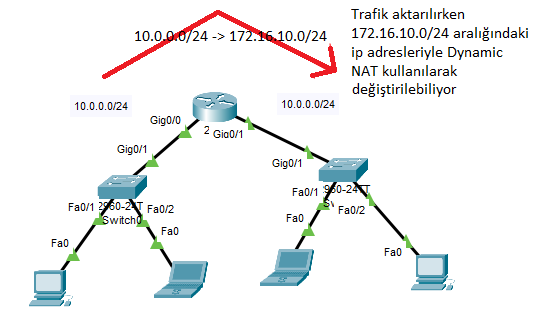 Trafik aktarılırken
172.16.10.0/24 aralığındaki
ip adresleriyle Dynamic
NAT kullanılarak
değiştirilebiliyor
10.0.0.0/24 -> 172.16.10.0/24
10.0.0.0/24
10.0.0.0/24
Gig0/0
2
Gig0/1
Gig0/1
Gig0/1
Fa0/1
2960-24TT
Switch0
Fa0/2
Fa0/1
960-24TT
Fa0/2
Fa0
Fa0
Fa0
Fa0